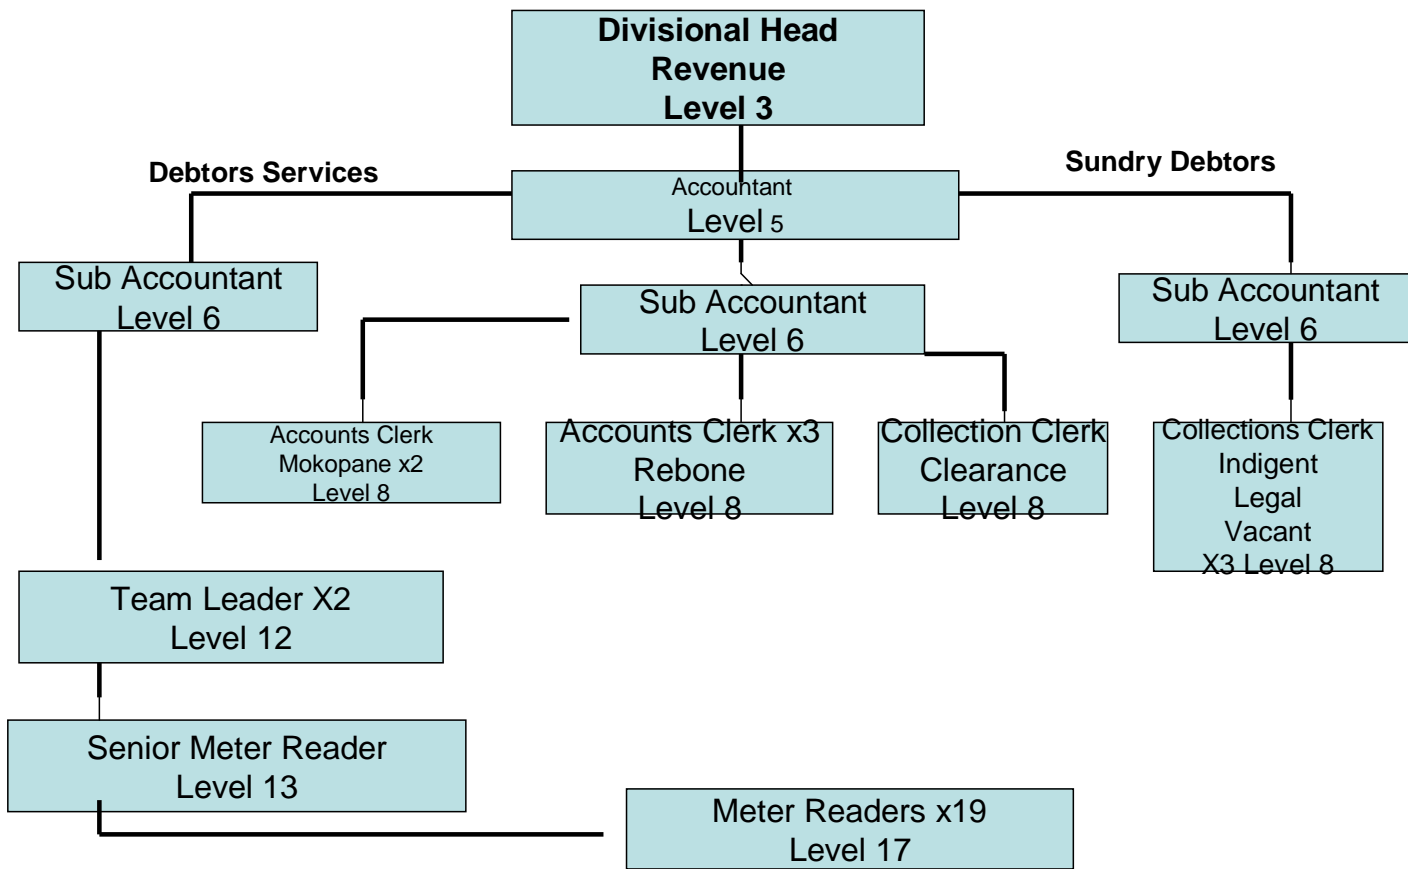 Divisional Head
Revenue
Level 3
Debtors Services
Sundry Debtors
Accountant
Level 5
Sub Accountant
Level 6
Sub Accountant
Level 6
Sub Accountant
Level 6
Accounts Clerk
Mokopane x2
Level 8
Accounts Clerk x3
Rebone
Level 8
Collection Clerk
Clearance
Level 8
Collections Clerk
Indigent
Legal
Vacant
X3 Level 8
Team Leader X2
Level 12
Senior Meter Reader
Level 13
Meter Readers x19
Level 17